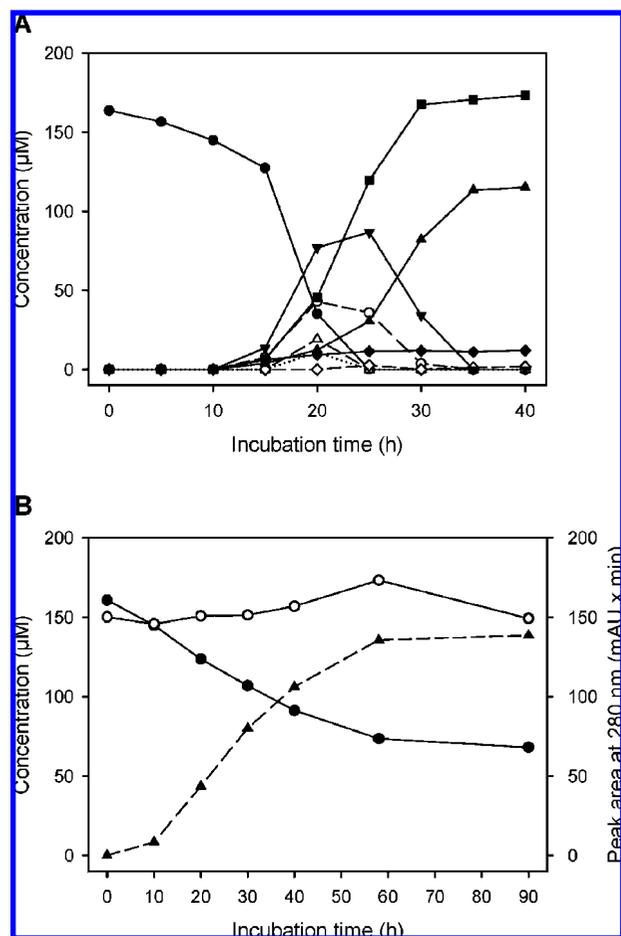 A
200
150
100
50
0
Concentration (µM)
0 10 20 30 40
Incubation time (h)
B
200 200
150 150
100 100
50 50
0 0
Concentration (µM)
Peak area at 280 nm (mAU x min)
0 10 20 30 40 50 60 70 80 90
Incubation time (h)